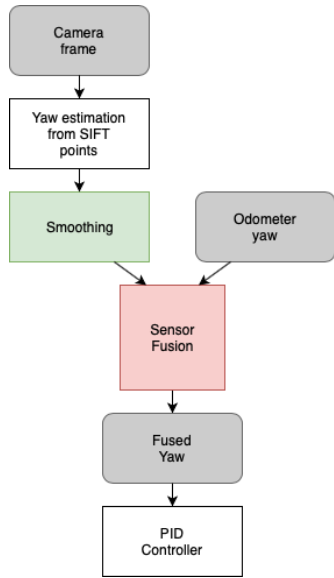 Camera
frame
Yaw estimation
from SIFT
points
Smoothing
Odometer
yaw
Sensor
Fusion
Fused
Yaw
PID
Controller